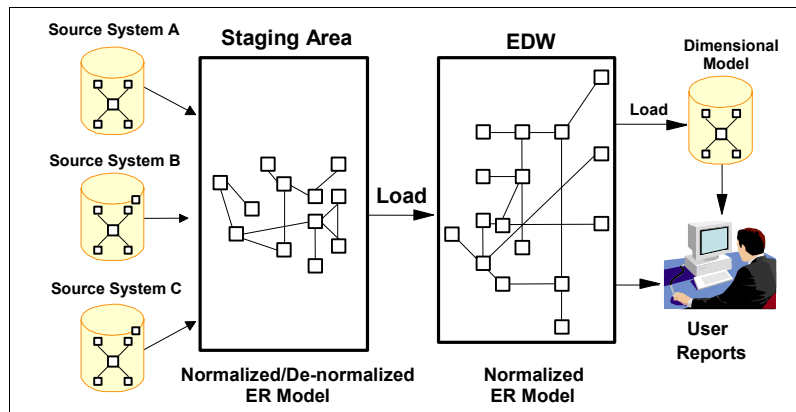 Source System A
Staging Area
EDW
Dimensional
Model
Load
Source System B
Load
Source System C
User
Reports
Normalized/De-normalized
ER Model
Normalized
ER Model